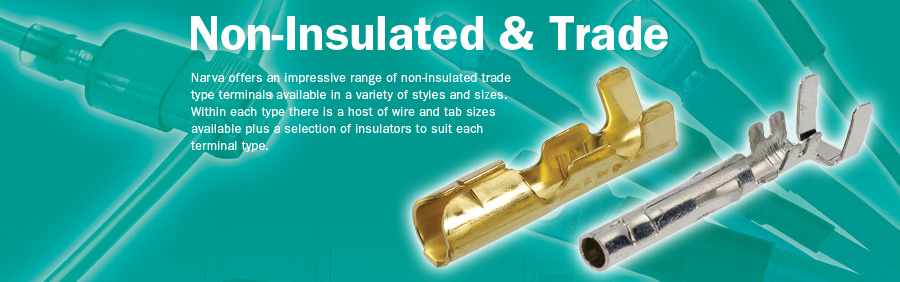 Non-Insulated & Trade
Narva offers an impressive range of non-insulated trade
type terminals available in a variety of styles and sizes.
Within each type there is a host of wire and tab sizes
available plus a selection of insulators to suit each
terminal type.